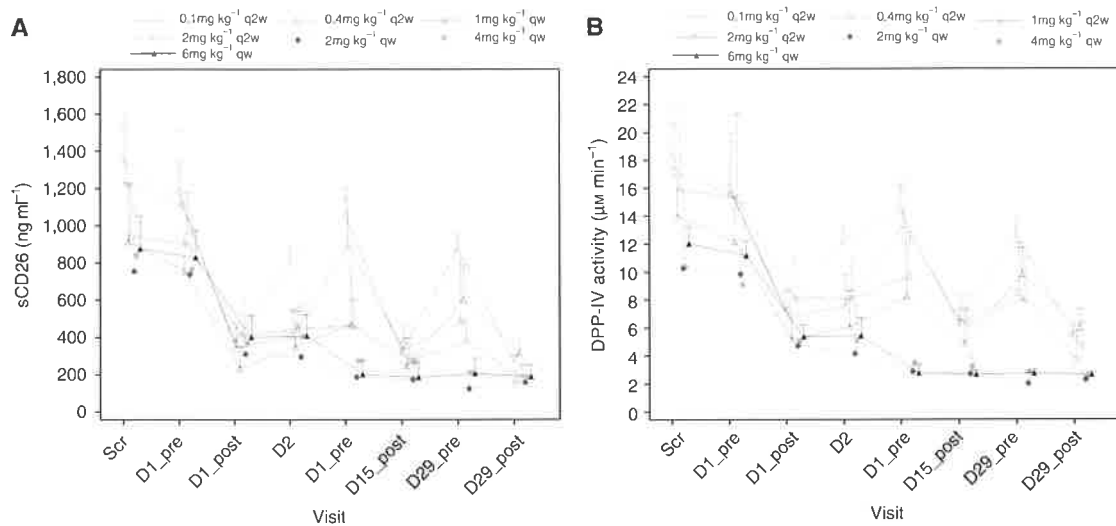 A
0.1mg kg⁻¹ q2w 0.4mg kg⁻¹ q2w 1mg kg⁻¹ qw
2mg kg⁻¹ q2w 2mg kg⁻¹ qw 4mg kg⁻¹ qw
6mg kg⁻¹ qw
sCD26 (ng ml⁻¹)
1,800
1,600
1,400
1,200
1,000
800
600
400
200
0
Scr D1_pre D1_post D2 D1_pre D15_post D29_pre D29_post
Visit
B
0.1mg kg⁻¹ q2w 0.4mg kg⁻¹ q2w 1mg kg⁻¹ q2w
2mg kg⁻¹ q2w 2mg kg⁻¹ qw 4mg kg⁻¹ qw
6mg kg⁻¹ qw
DPP-IV activity (μM min⁻¹)
24
22
20
18
16
14
12
10
8
6
4
2
0
Scr D1_pre D1_post D2 D1_pre D15_post D29_pre D29_post
Visit